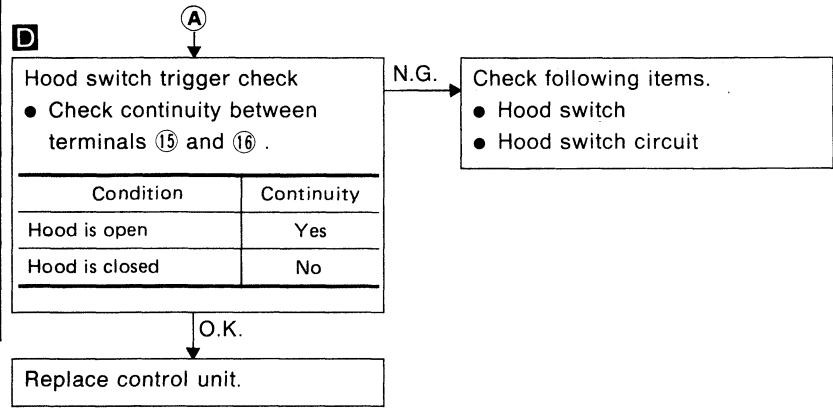 Ⓐ
D
Hood switch trigger check
● Check continuity between
terminals ⑮ and ⑯ .
Condition Continuity
Hood is open Yes
Hood is closed No
N.G.
Check following items.
● Hood switch
● Hood switch circuit
O.K.
Replace control unit.